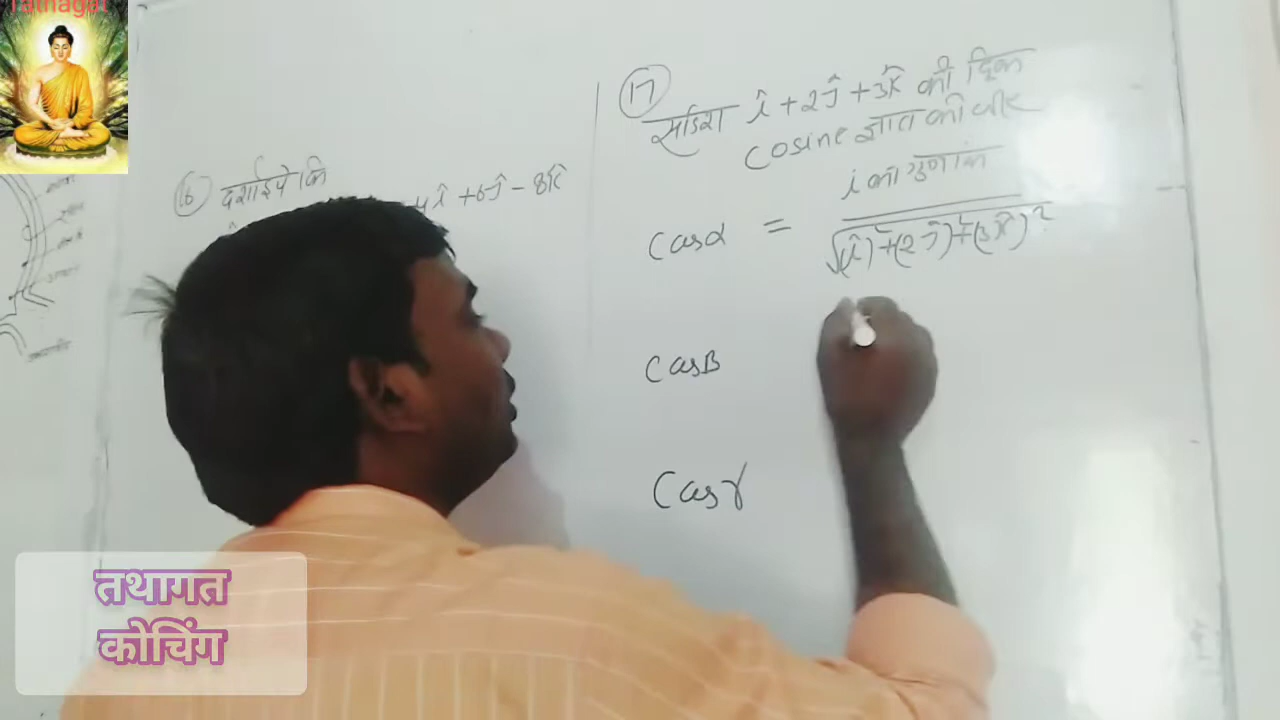 Tathagat
(16) दर्शाइये कि
4î + 6ĵ - 8k̂
(17) सदिश î + 2ĵ + 3k̂ की दिक
cosine ज्ञात कीजीए
i का गुणांक
cosα =
√(î)²+(2ĵ)²+(3k̂)²
cosβ
cosγ
तथागत
कोचिंग